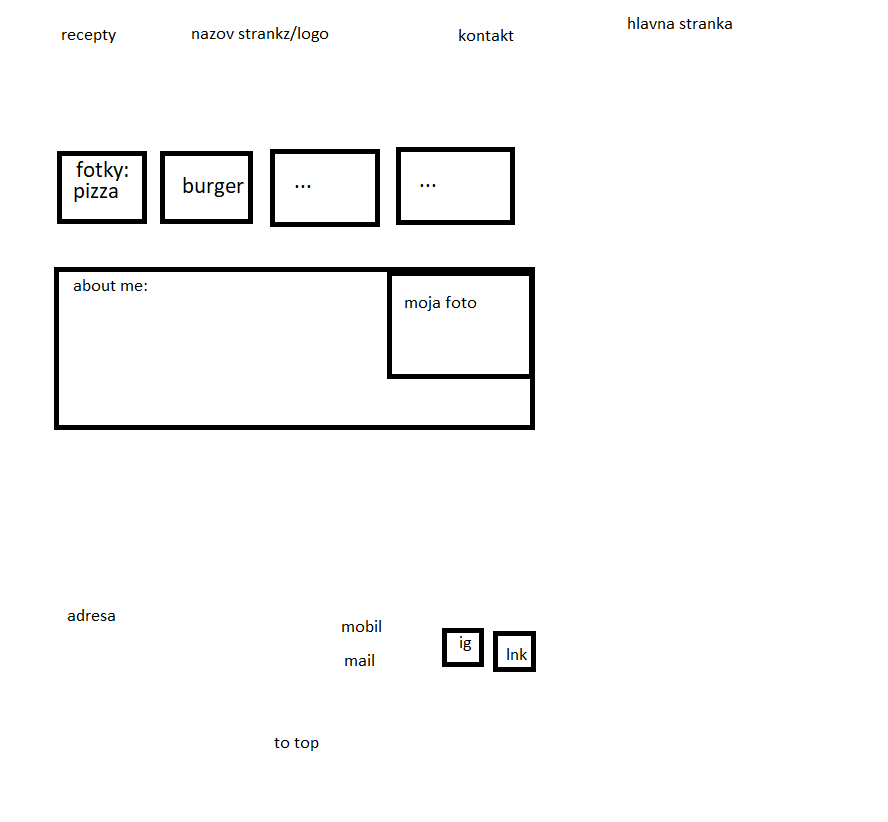 recepty
nazov strankz/logo
kontakt
hlavna stranka
fotky:
pizza
burger
...
...
about me:
moja foto
adresa
mobil
mail
ig
lnk
to top